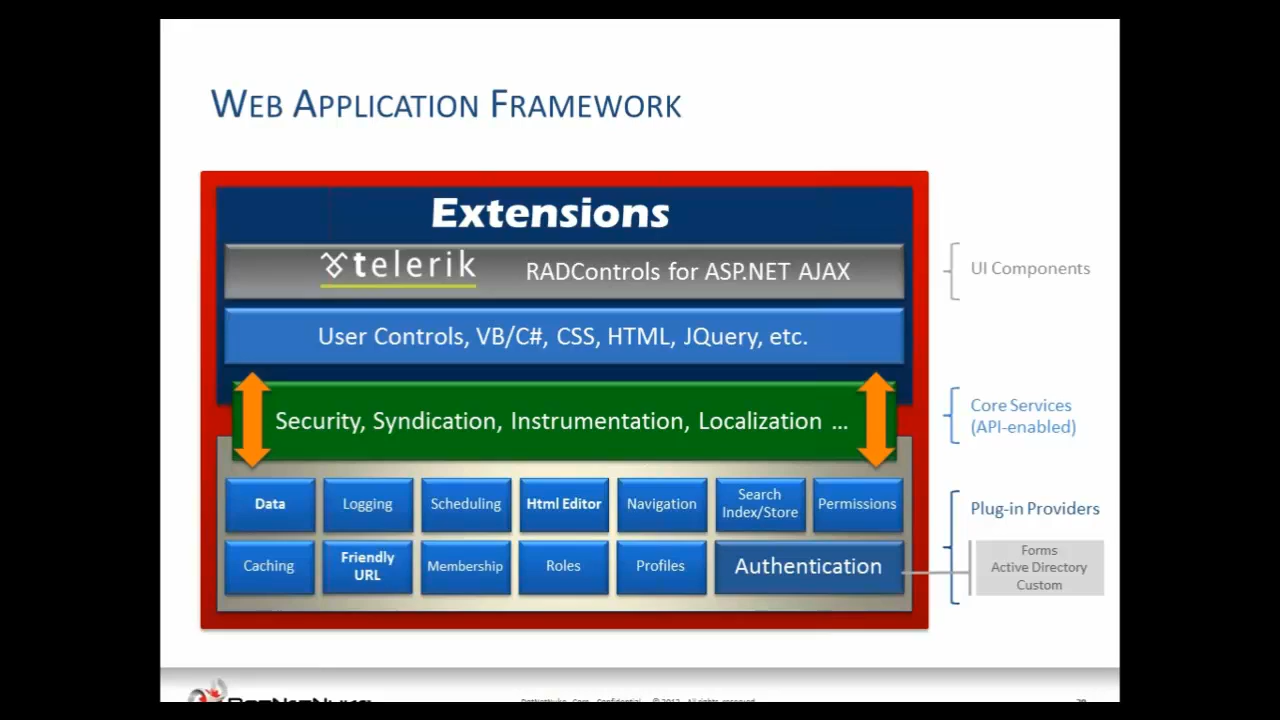 WEB APPLICATION FRAMEWORK
Extensions
telerik RADControls for ASP.NET AJAX
UI Components
User Controls, VB/C#, CSS, HTML, JQuery, etc.
Security, Syndication, Instrumentation, Localization ...
Core Services
(API-enabled)
Data Logging Scheduling Html Editor Navigation Search Index/Store Permissions
Plug-in Providers
Caching Friendly URL Membership Roles Profiles Authentication
Forms
Active Directory
Custom